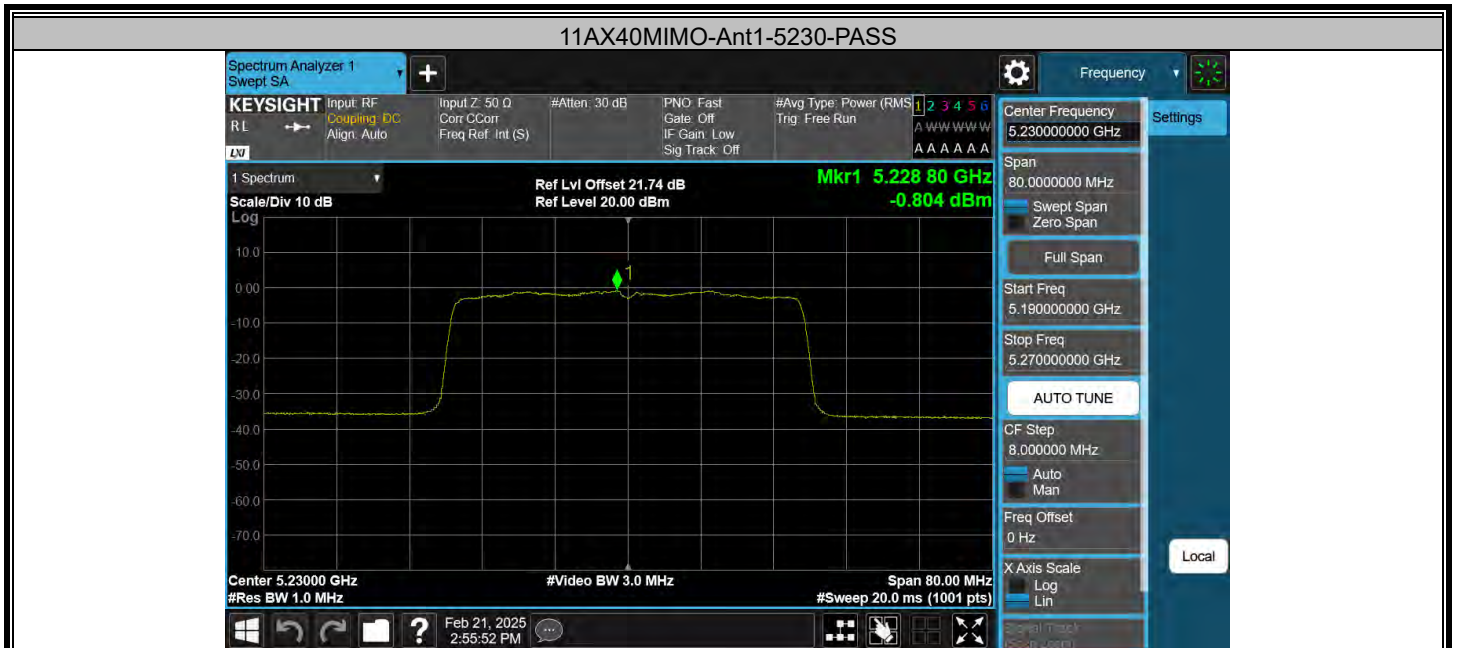 11AX40MIMO-Ant1-5230-PASS
Spectrum Analyzer 1
Swept SA
+
Frequency
KEYSIGHT
RL
LXI
Input: RF
Coupling: DC
Align: Auto
Input Z: 50 Ω
Corr CCorr
Freq Ref: Int (S)
#Atten: 30 dB
PNO: Fast
Gate: Off
IF Gain: Low
Sig Track: Off
#Avg Type: Power (RMS
Trig: Free Run
1 2 3 4 5 6
A W W W W W
A A A A A A
1 Spectrum
Scale/Div 10 dB
Log
Ref Lvl Offset 21.74 dB
Ref Level 20.00 dBm
Mkr1 5.228 80 GHz
-0.804 dBm
10.0
0.00
-10.0
-20.0
-30.0
-40.0
-50.0
-60.0
-70.0
1
Center 5.23000 GHz
#Res BW 1.0 MHz
#Video BW 3.0 MHz
Span 80.00 MHz
#Sweep 20.0 ms (1001 pts)
Center Frequency
5.230000000 GHz
Settings
Span
80.0000000 MHz
Swept Span
Zero Span
Full Span
Start Freq
5.190000000 GHz
Stop Freq
5.270000000 GHz
AUTO TUNE
CF Step
8.000000 MHz
Auto
Man
Freq Offset
0 Hz
X Axis Scale
Log
Lin
Local
Signal Track
?
Feb 21, 2025
2:55:52 PM